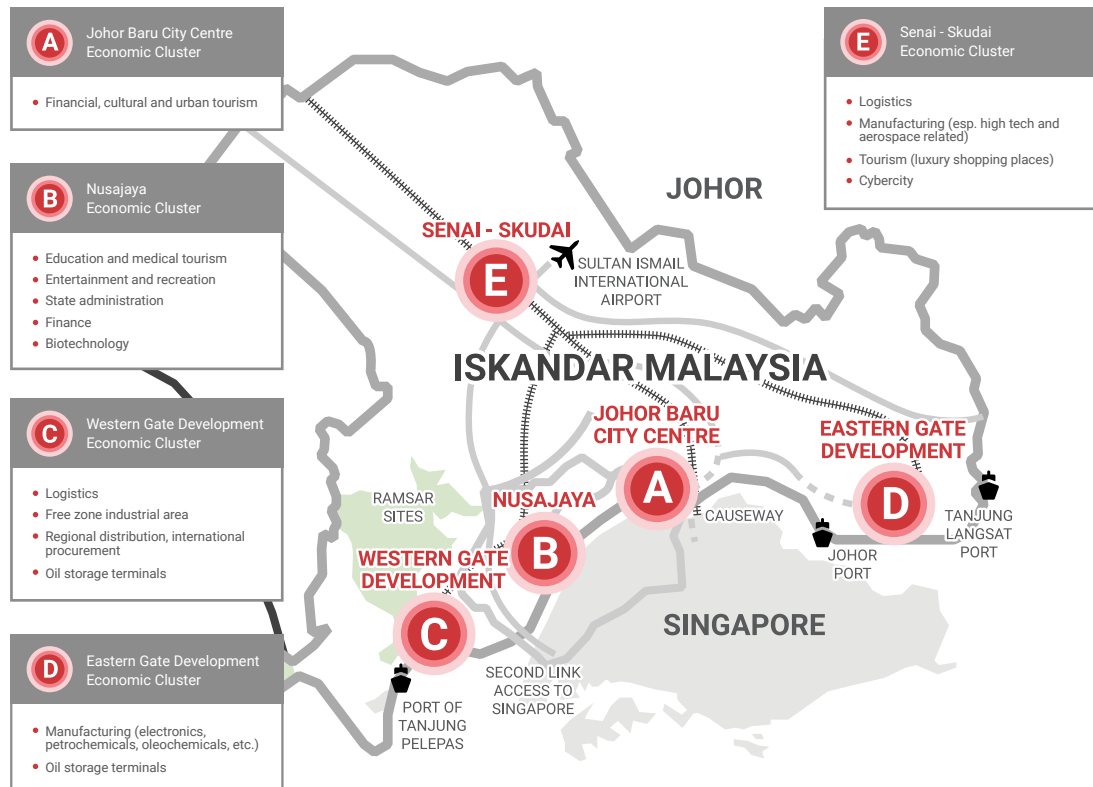 A
Johor Baru City Centre
Economic Cluster
• Financial, cultural and urban tourism
B
Nusajaya
Economic Cluster
• Education and medical tourism
• Entertainment and recreation
• State administration
• Finance
• Biotechnology
C
Western Gate Development
Economic Cluster
• Logistics
• Free zone industrial area
• Regional distribution, international
procurement
• Oil storage terminals
D
Eastern Gate Development
Economic Cluster
• Manufacturing (electronics,
petrochemicals, oleochemicals, etc.)
• Oil storage terminals
E
Senai - Skudai
Economic Cluster
• Logistics
• Manufacturing (esp. high tech and
aerospace related)
• Tourism (luxury shopping places)
• Cybercity
JOHOR
SENAI - SKUDAI
E
SULTAN ISMAIL
INTERNATIONAL
AIRPORT
ISKANDAR MALAYSIA
JOHOR BARU
CITY CENTRE
A
EASTERN GATE
DEVELOPMENT
D
RAMSAR
SITES
NUSAJAYA
B
CAUSEWAY
JOHOR
PORT
TANJUNG
LANGSAT
PORT
WESTERN GATE
DEVELOPMENT
C
SINGAPORE
SECOND LINK
ACCESS TO
SINGAPORE
PORT OF
TANJUNG
PELEPAS